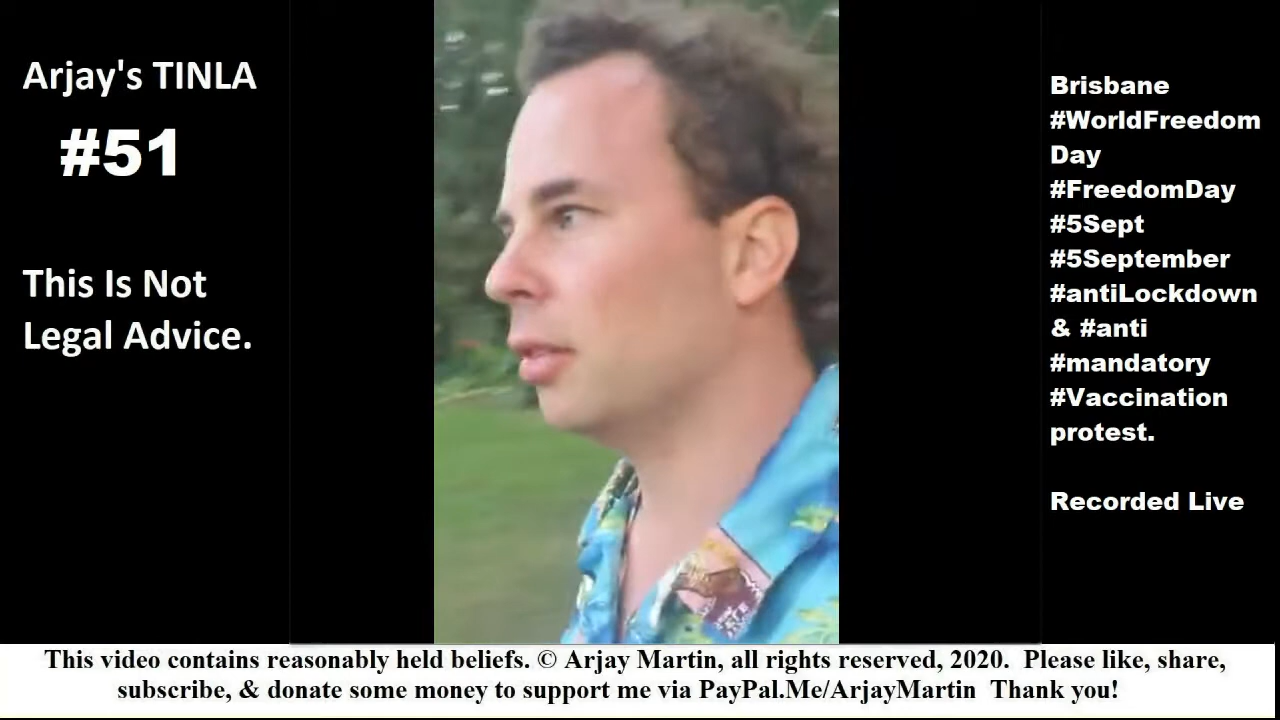 Arjay's TINLA
#51
This Is Not
Legal Advice.
Brisbane
#WorldFreedom
Day
#FreedomDay
#5Sept
#5September
#antiLockdown
& #anti
#mandatory
#Vaccination
protest.
Recorded Live
This video contains reasonably held beliefs. © Arjay Martin, all rights reserved, 2020.  Please like, share,
subscribe, & donate some money to support me via PayPal.Me/ArjayMartin  Thank you!